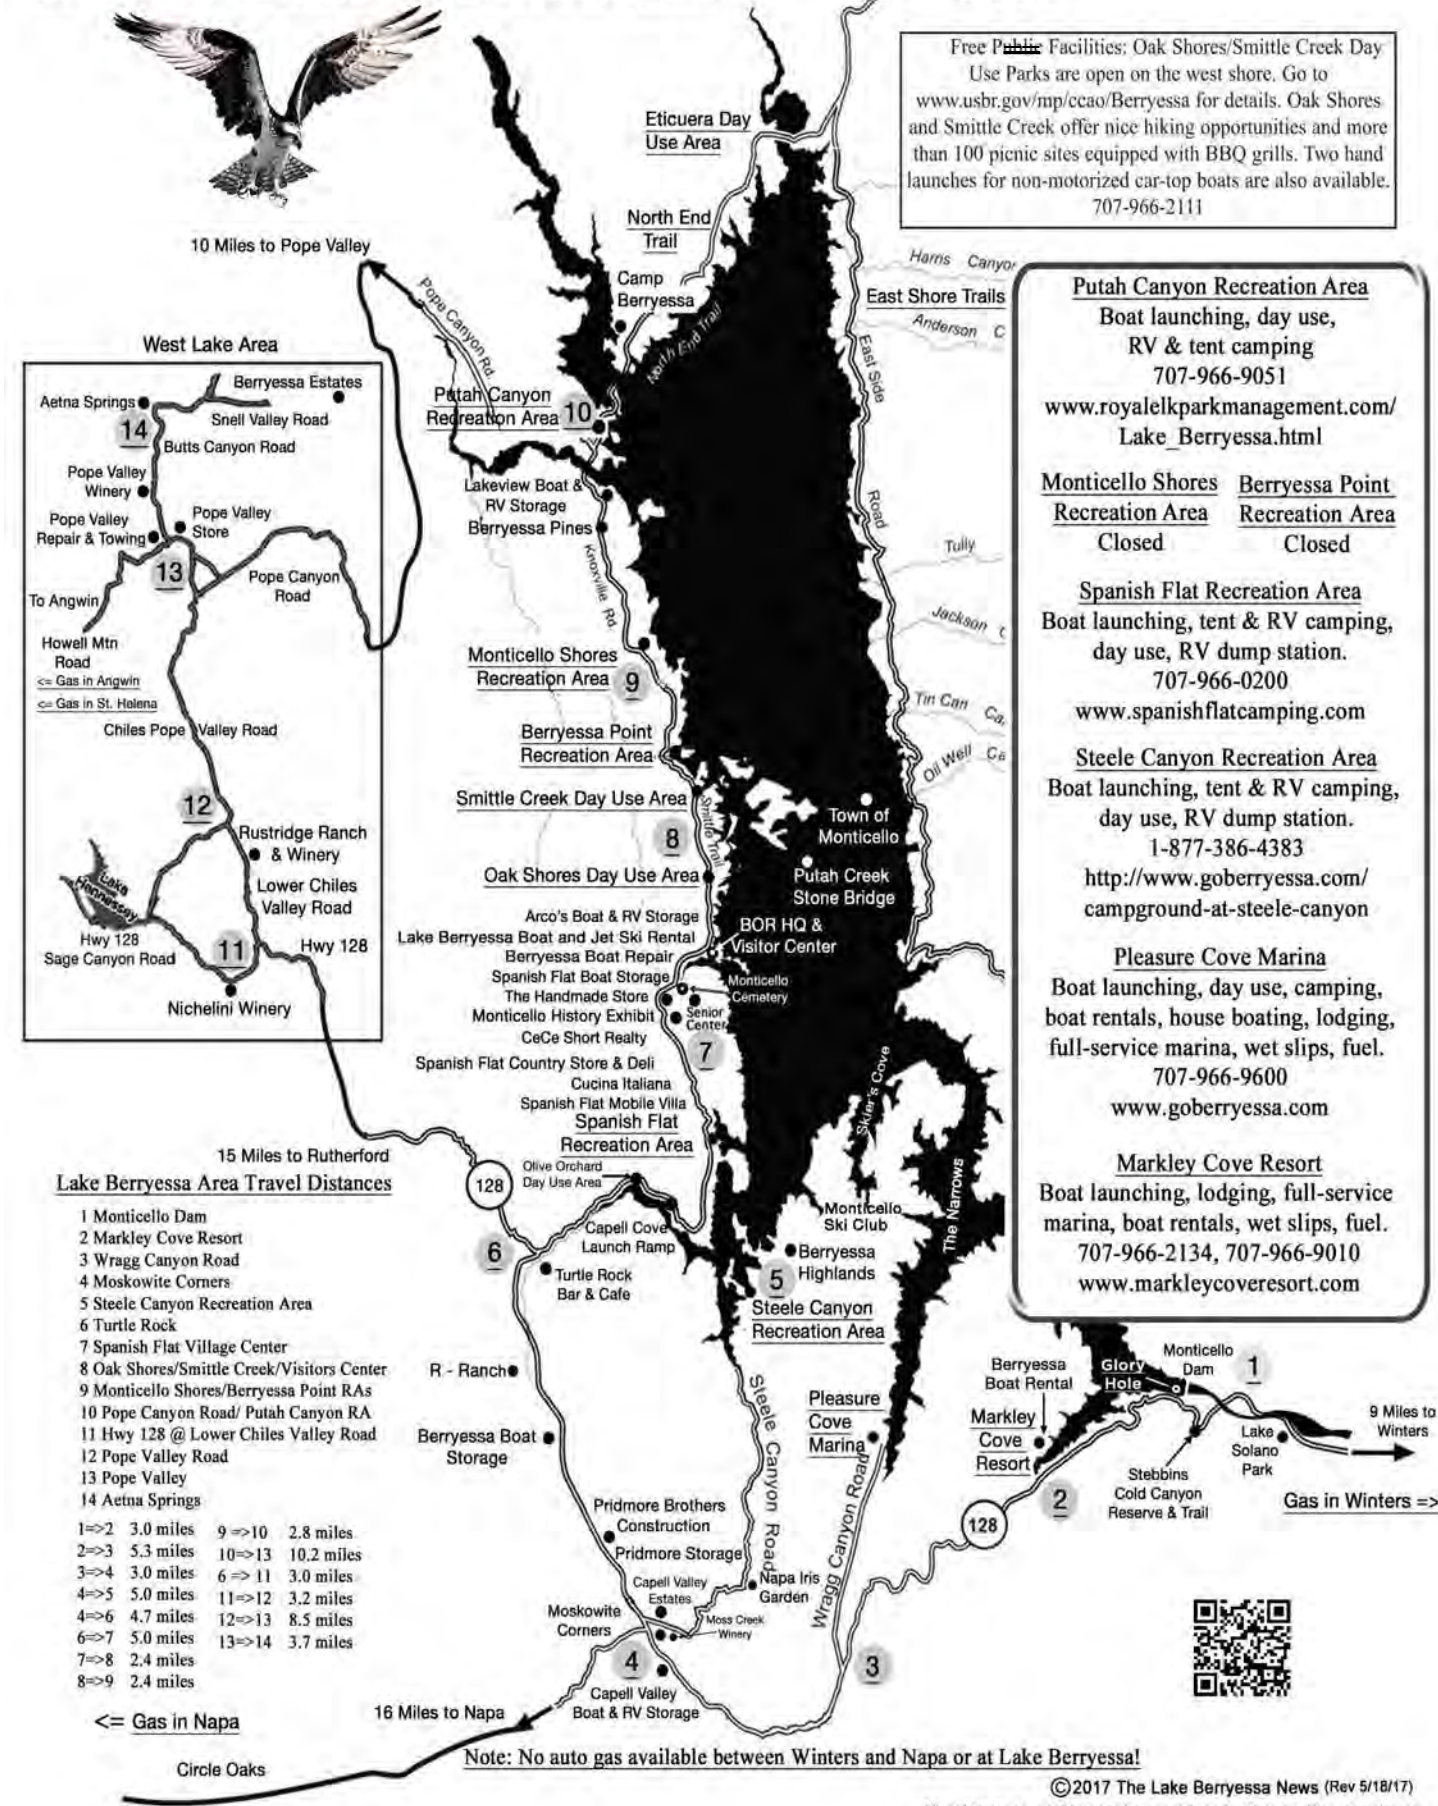 Free Public Facilities: Oak Shores/Smittle Creek Day
Use Parks are open on the west shore. Go to
www.usbr.gov/mp/ccao/Berryessa for details. Oak Shores
and Smittle Creek offer nice hiking opportunities and more
than 100 picnic sites equipped with BBQ grills. Two hand
launches for non-motorized car-top boats are also available.
707-966-2111
Eticuera Day
Use Area
North End
Trail
10 Miles to Pope Valley
Camp
Berryessa
Pope Canyon Rd
North End Trail
Harris Canyon
East Shore Trails
Anderson C
East Side
Road
Putah Canyon
Recreation Area
10
Lakeview Boat &
RV Storage
Berryessa Pines
Knoxville Rd
Tully
Jackson C
Tin Can Ca
Oil Well Ca
Monticello Shores
Recreation Area
9
Berryessa Point
Recreation Area
Smittle Creek Day Use Area
Smittle Trail
8
Oak Shores Day Use Area
Town of
Monticello
Putah Creek
Stone Bridge
BOR HQ &
Visitor Center
Arco's Boat & RV Storage
Lake Berryessa Boat and Jet Ski Rental
Berryessa Boat Repair
Spanish Flat Boat Storage
The Handmade Store
Monticello History Exhibit
CeCe Short Realty
Monticello
Cemetery
Senior
Center
7
Spanish Flat Country Store & Deli
Cucina Italiana
Spanish Flat Mobile Villa
Spanish Flat
Recreation Area
Olive Orchard
Day Use Area
Skier's Cove
The Narrows
Capell Cove
Launch Ramp
Monticello
Ski Club
Berryessa
Highlands
5
Steele Canyon
Recreation Area
128
6
Turtle Rock
Bar & Cafe
R - Ranch
Berryessa Boat
Storage
Steele Canyon Road
Pleasure
Cove
Marina
Wragg Canyon Road
Pridmore Brothers
Construction
Pridmore Storage
Capell Valley
Estates
Napa Iris
Garden
Moss Creek
Winery
Moskowite
Corners
4
Capell Valley
Boat & RV Storage
3
16 Miles to Napa
Circle Oaks
West Lake Area
Berryessa Estates
Aetna Springs
14
Snell Valley Road
Butts Canyon Road
Pope Valley
Winery
Pope Valley
Repair & Towing
Pope Valley
Store
13
Pope Canyon
Road
To Angwin
Howell Mtn
Road
<= Gas in Angwin
<= Gas in St. Helena
Chiles Pope Valley Road
12
Rustridge Ranch
& Winery
Lower Chiles
Valley Road
Lake
Hennessey
Hwy 128
Sage Canyon Road
11
Hwy 128
Nichelini Winery
15 Miles to Rutherford
Lake Berryessa Area Travel Distances
1 Monticello Dam
2 Markley Cove Resort
3 Wragg Canyon Road
4 Moskowite Corners
5 Steele Canyon Recreation Area
6 Turtle Rock
7 Spanish Flat Village Center
8 Oak Shores/Smittle Creek/Visitors Center
9 Monticello Shores/Berryessa Point RAs
10 Pope Canyon Road/ Putah Canyon RA
11 Hwy 128 @ Lower Chiles Valley Road
12 Pope Valley Road
13 Pope Valley
14 Aetna Springs
1=>2 3.0 miles 9 =>10 2.8 miles
2=>3 5.3 miles 10=>13 10.2 miles
3=>4 3.0 miles 6 => 11 3.0 miles
4=>5 5.0 miles 11=>12 3.2 miles
4=>6 4.7 miles 12=>13 8.5 miles
6=>7 5.0 miles 13=>14 3.7 miles
7=>8 2.4 miles
8=>9 2.4 miles
<= Gas in Napa
Putah Canyon Recreation Area
Boat launching, day use,
RV & tent camping
707-966-9051
www.royalelkparkmanagement.com/
Lake_Berryessa.html
Monticello Shores
Recreation Area
Closed
Berryessa Point
Recreation Area
Closed
Spanish Flat Recreation Area
Boat launching, tent & RV camping,
day use, RV dump station.
707-966-0200
www.spanishflatcamping.com
Steele Canyon Recreation Area
Boat launching, tent & RV camping,
day use, RV dump station.
1-877-386-4383
http://www.goberryessa.com/
campground-at-steele-canyon
Pleasure Cove Marina
Boat launching, day use, camping,
boat rentals, house boating, lodging,
full-service marina, wet slips, fuel.
707-966-9600
www.goberryessa.com
Markley Cove Resort
Boat launching, lodging, full-service
marina, boat rentals, wet slips, fuel.
707-966-2134, 707-966-9010
www.markleycoveresort.com
Berryessa
Boat Rental
Glory
Hole
Monticello
Dam
1
Markley
Cove
Resort
2
128
Lake
Solano
Park
9 Miles to
Winters
Stebbins
Cold Canyon
Reserve & Trail
Gas in Winters =>
Note: No auto gas available between Winters and Napa or at Lake Berryessa!
©2017 The Lake Berryessa News (Rev 5/18/17)